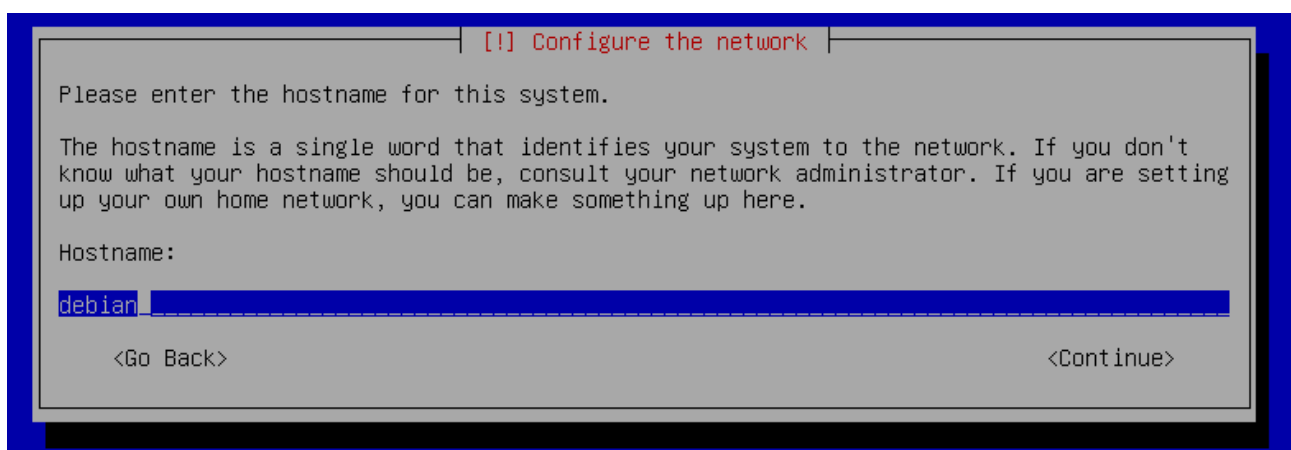 [!] Configure the network
Please enter the hostname for this system.
The hostname is a single word that identifies your system to the network. If you don't
know what your hostname should be, consult your network administrator. If you are setting
up your own home network, you can make something up here.
Hostname:
debian
<Go Back> <Continue>